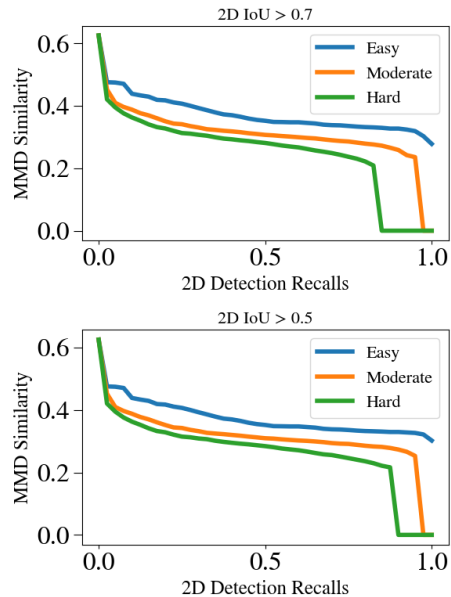 2D IoU > 0.7
MMD Similarity
0.6
0.4
0.2
0.0
Easy
Moderate
Hard
0.0 0.5 1.0
2D Detection Recalls
2D IoU > 0.5
MMD Similarity
0.6
0.4
0.2
0.0
Easy
Moderate
Hard
0.0 0.5 1.0
2D Detection Recalls